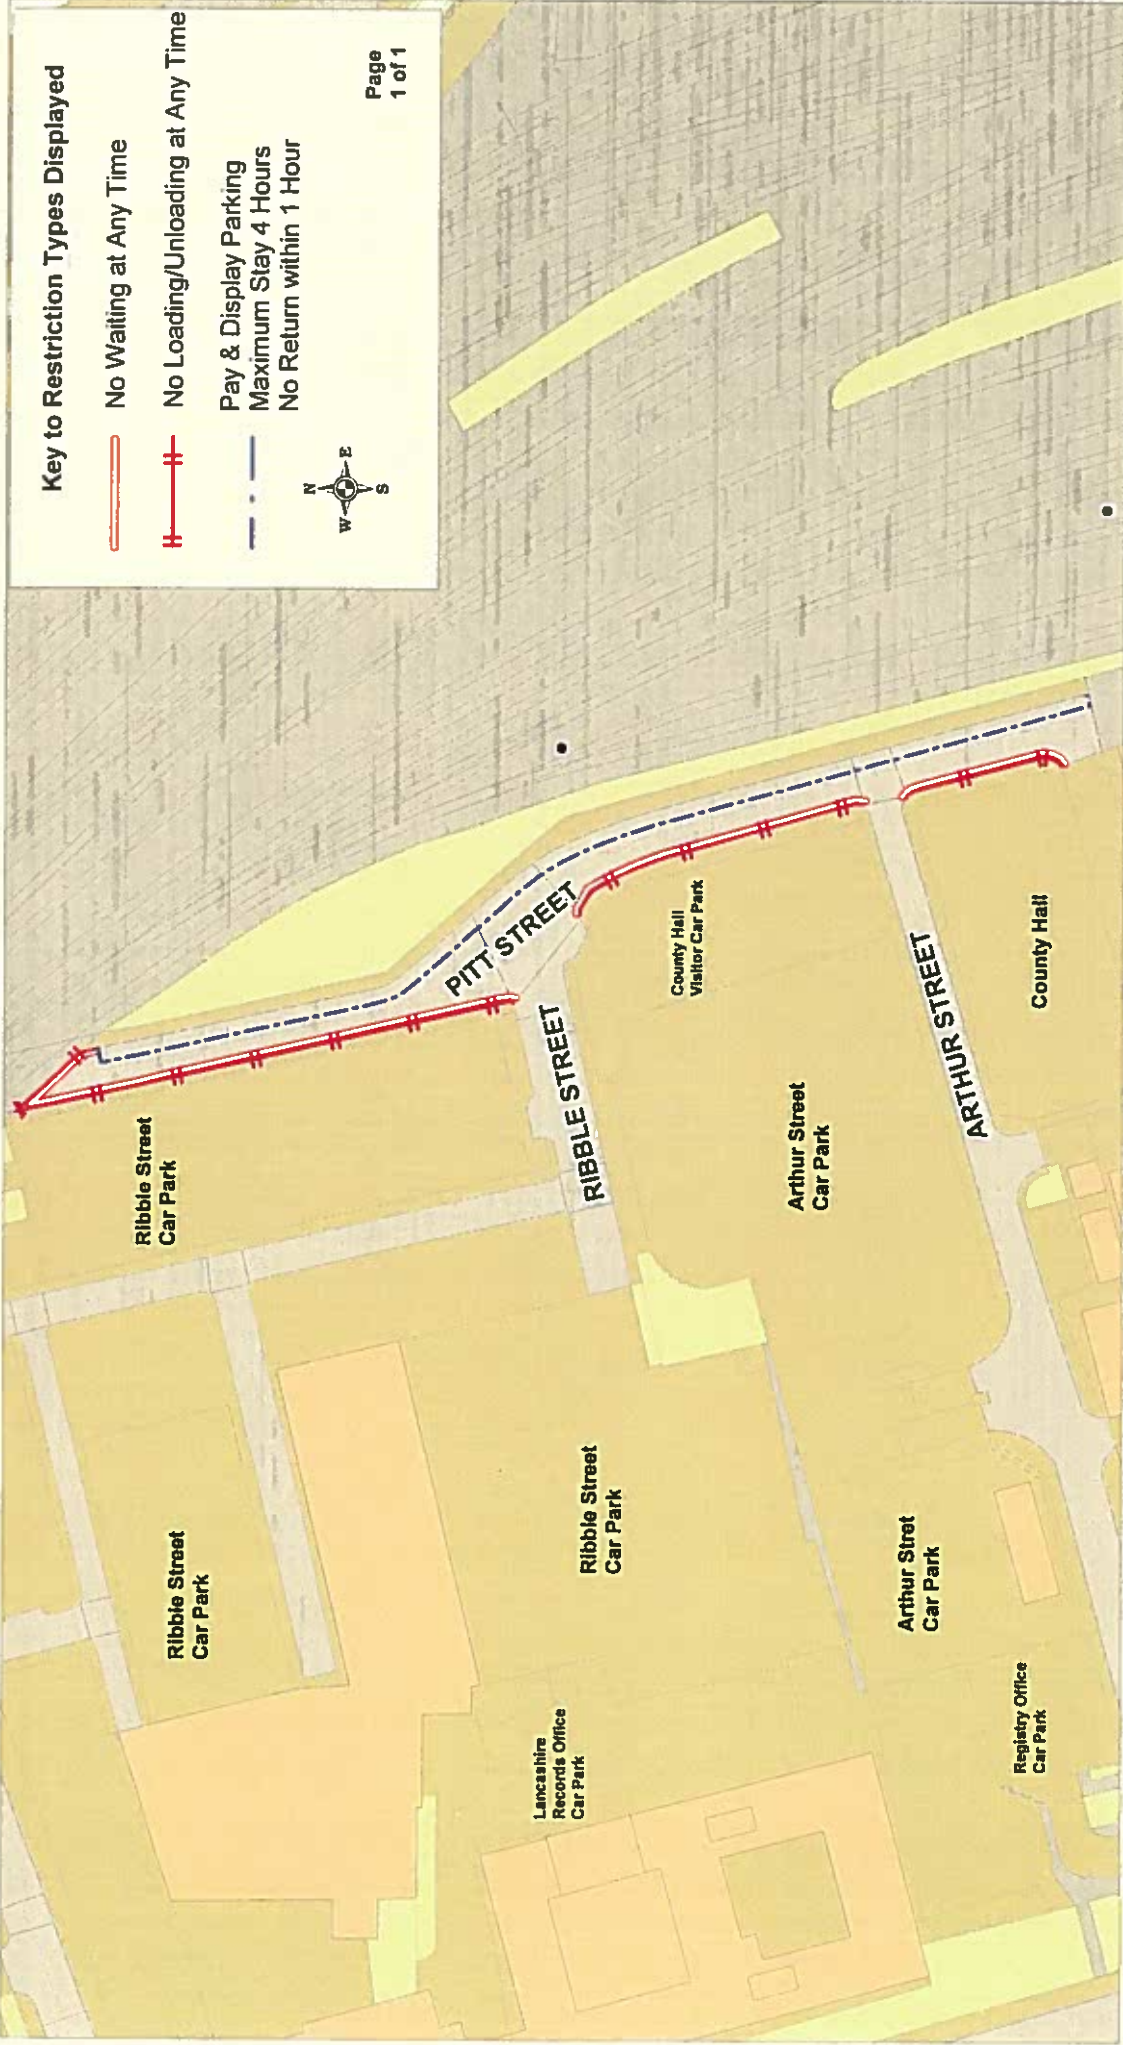 Key to Restriction Types Displayed
No Waiting at Any Time
No Loading/Unloading at Any Time
Pay & Display Parking
Maximum Stay 4 Hours
No Return within 1 Hour
N
W
E
S
Page
1 of 1
Ribble Street
Car Park
Ribble Street
Car Park
PITT STREET
RIBBLE STREET
Ribble Street
Car Park
Lancashire
Records Office
Car Park
County Hall
Visitor Car Park
Arthur Street
Car Park
ARTHUR STREET
Arthur Stret
Car Park
County Hall
Registry Office
Car Park